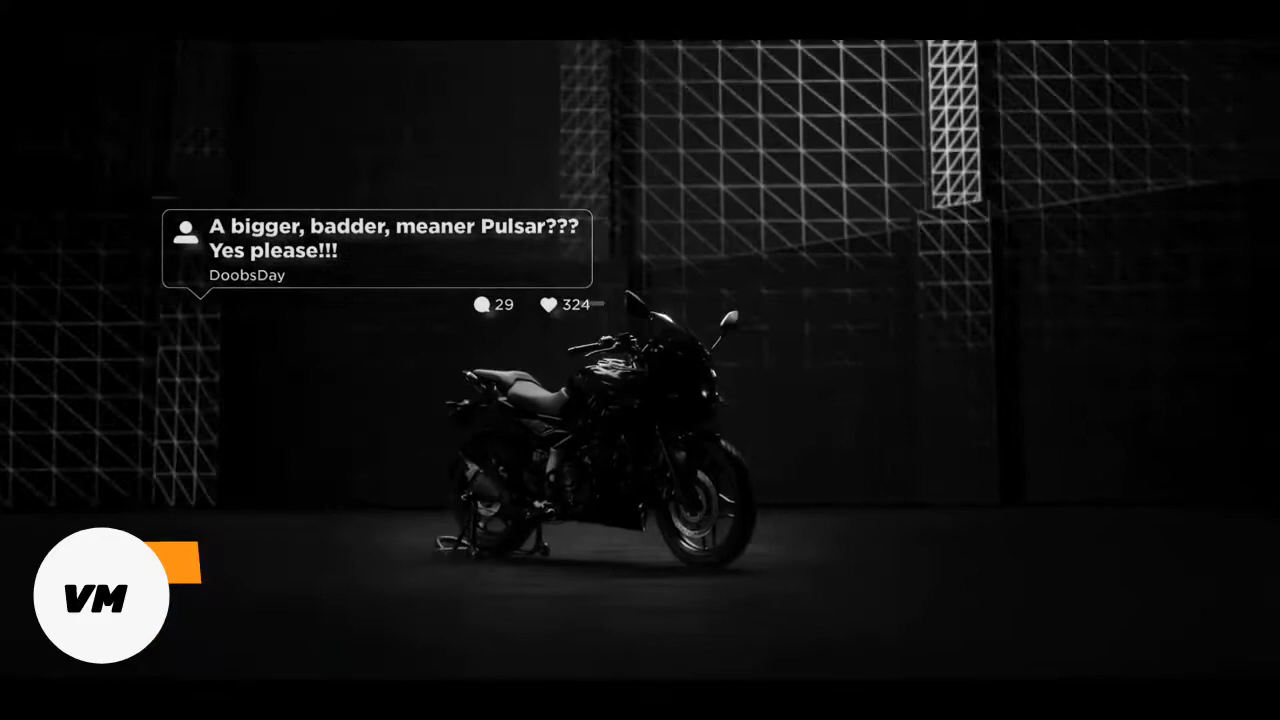 A bigger, badder, meaner Pulsar???
Yes please!!!
DoobsDay
29 324
VM